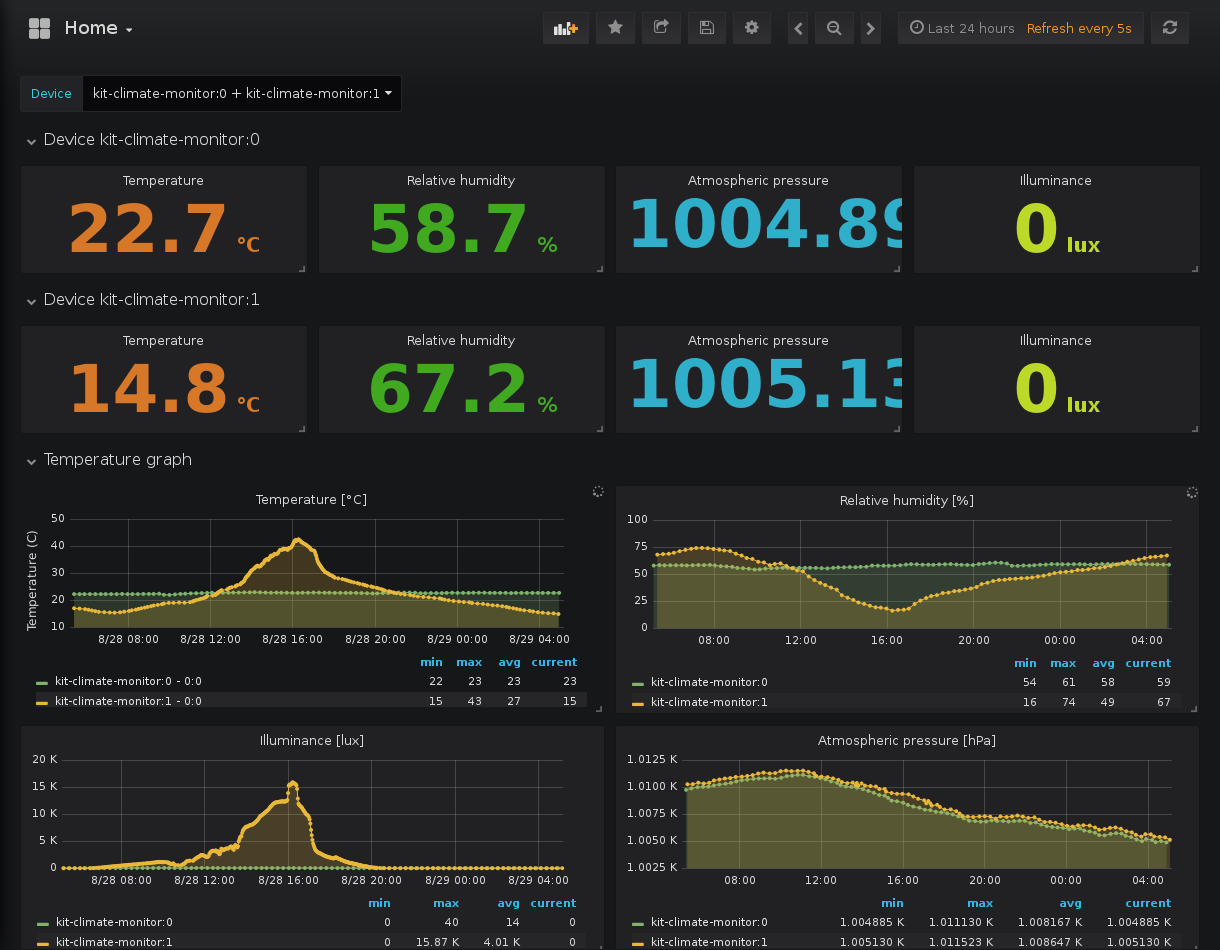 Home
Last 24 hours Refresh every 5s
Device kit-climate-monitor:0 + kit-climate-monitor:1
Device kit-climate-monitor:0
Temperature Relative humidity Atmospheric pressure Illuminance
22.7 °C 58.7 % 1004.89 0 lux
Device kit-climate-monitor:1
Temperature Relative humidity Atmospheric pressure Illuminance
14.8 °C 67.2 % 1005.13 0 lux
Temperature graph
Temperature [°C]
Temperature (C)
50
40
30
20
10
8/28 08:00 8/28 12:00 8/28 16:00 8/28 20:00 8/29 00:00 8/29 04:00
min max avg current
kit-climate-monitor:0 - 0:0 22 23 23 23
kit-climate-monitor:1 - 0:0 15 43 27 15
Relative humidity [%]
100
75
50
25
0
08:00 12:00 16:00 20:00 00:00 04:00
min max avg current
kit-climate-monitor:0 54 61 58 59
kit-climate-monitor:1 16 74 49 67
Illuminance [lux]
20 K
15 K
10 K
5 K
0
8/28 08:00 8/28 12:00 8/28 16:00 8/28 20:00 8/29 00:00 8/29 04:00
min max avg current
kit-climate-monitor:0 0 40 14 0
kit-climate-monitor:1 0 15.87 K 4.01 K 0
Atmospheric pressure [hPa]
1.0125 K
1.0100 K
1.0075 K
1.0050 K
1.0025 K
08:00 12:00 16:00 20:00 00:00 04:00
min max avg current
kit-climate-monitor:0 1.004885 K 1.011130 K 1.008167 K 1.004885 K
kit-climate-monitor:1 1.005130 K 1.011523 K 1.008647 K 1.005130 K